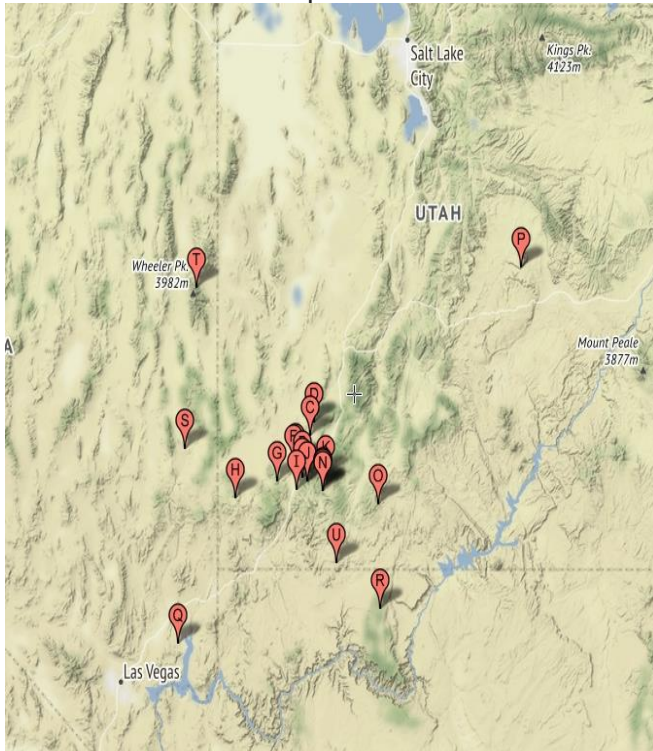 Salt Lake
City
Kings Pk.
4123m
UTAH
P
T
Wheeler Pk.
3982m
A
Mount Peale
3877m
D
C
S
K
G
J
I
N
H
O
U
R
Q
Las Vegas